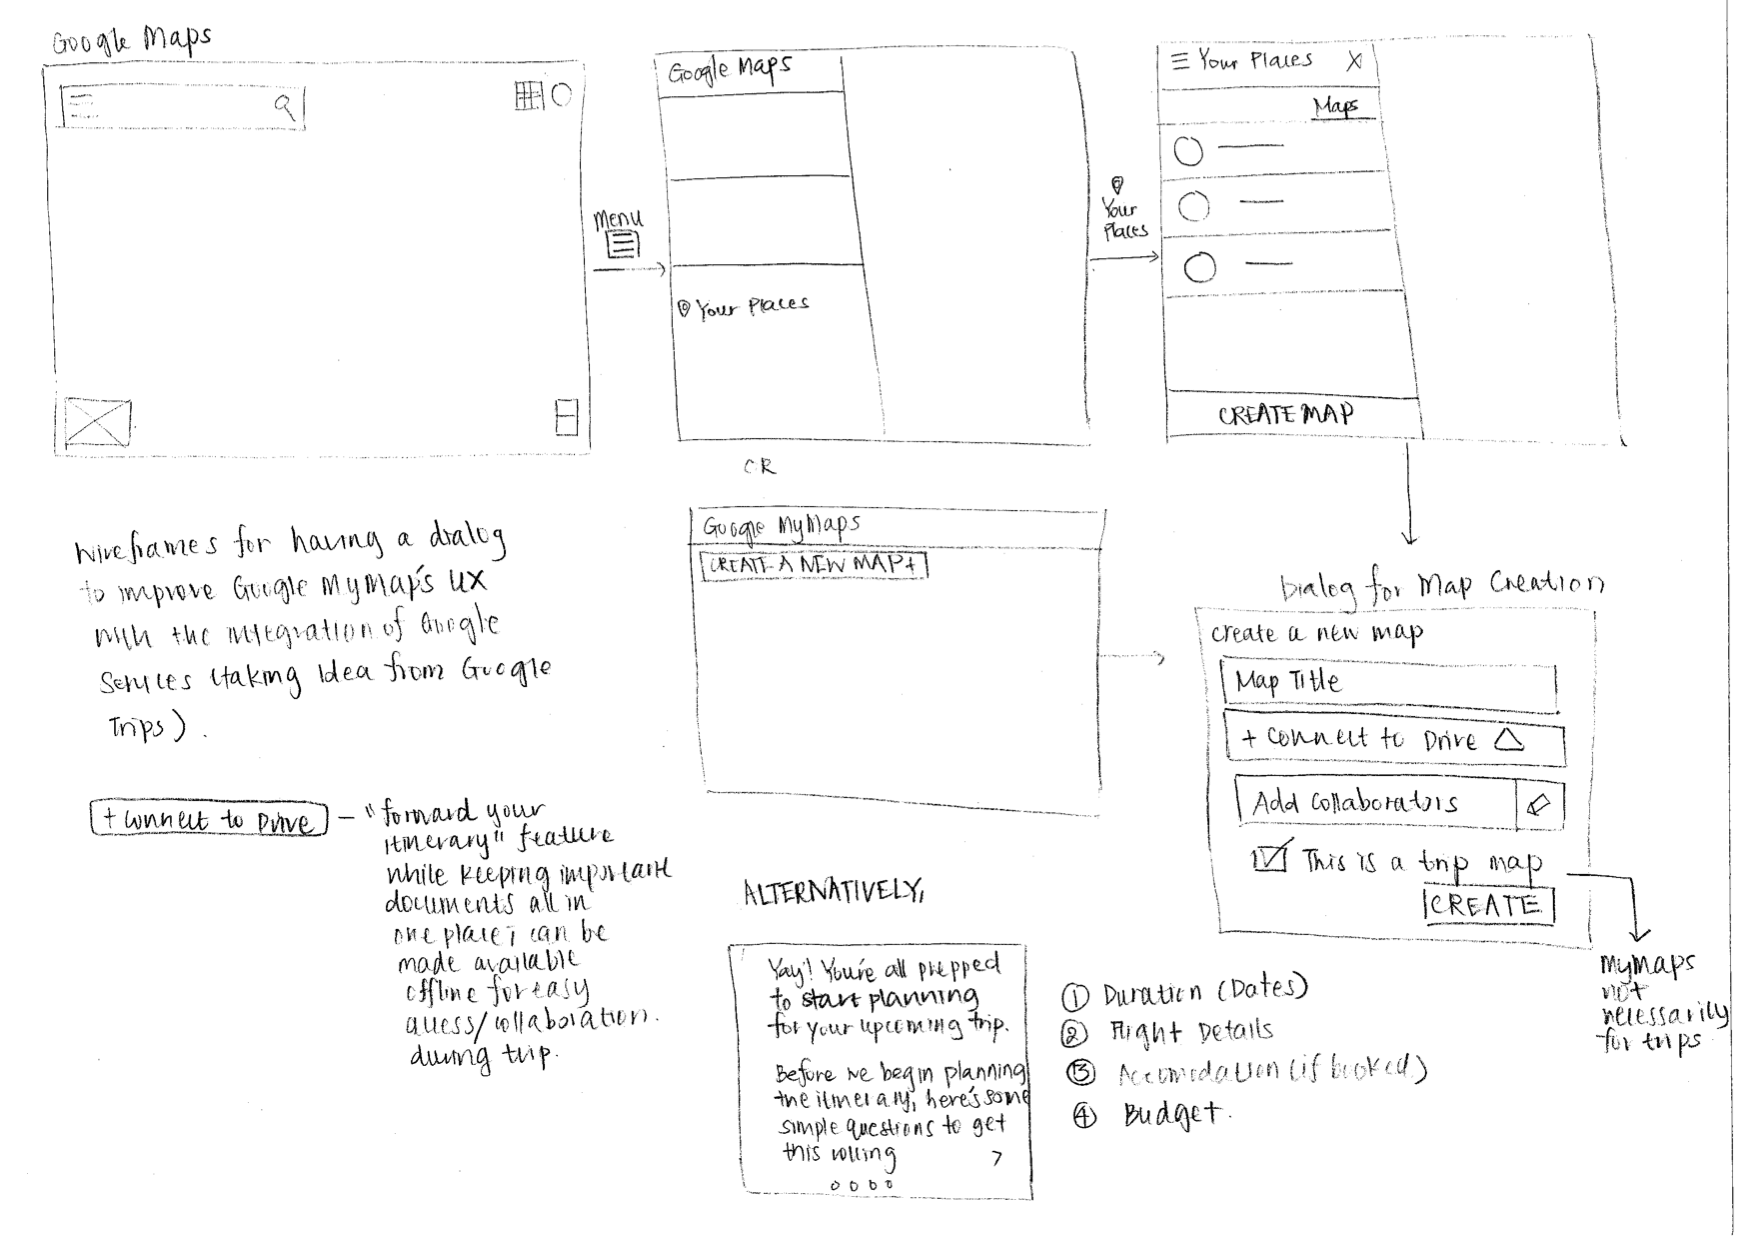 Google Maps
Menu
Google Maps
Your Places
Your
Places
Your Places X
Maps
CREATE MAP
OR
Google MyMaps
CREATE A NEW MAP +
Wireframes for having a dialog
to improve Google MyMap's UX
with the integration of Google
Services (taking idea from Google
Trips).
+ Connect to Drive - "forward your
itinerary" feature
while keeping important
documents all in
one place; can be
made available
offline for easy
access/collaboration.
during trip.
Dialog for Map Creation
create a new map
Map Title
+ Connect to Drive
Add Collaborators
This is a trip map
CREATE
MyMaps
not
necessarily
for trips
ALTERNATIVELY,
Yay! You're all prepped
to start planning
for your upcoming trip.
Before we begin planning
the itinerary, here's some
simple questions to get
this rolling >
① Duration (Dates)
② Flight Details
③ Accomodation (if booked)
④ Budget.